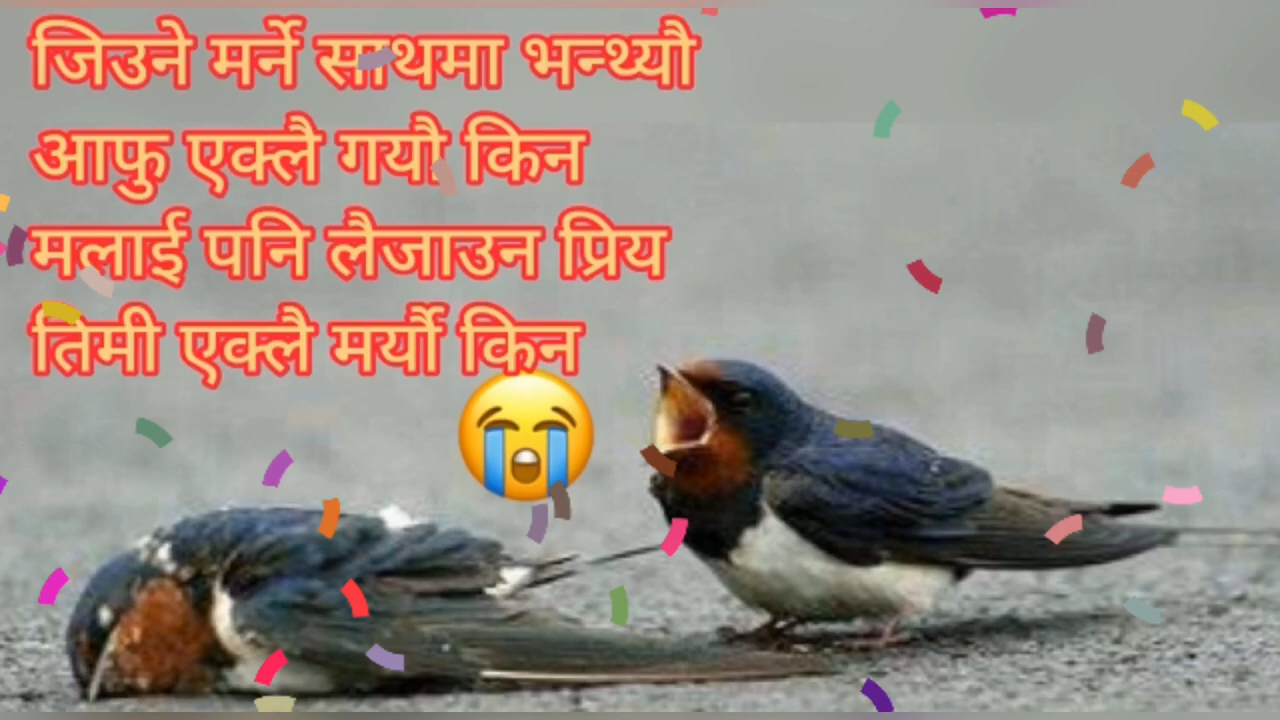 जिउने मर्ने साथमा भन्थ्यौ
आफु एक्लै गयौ किन
मलाई पनि लैजाउन प्रिय
तिमी एक्लै मर्यौ किन